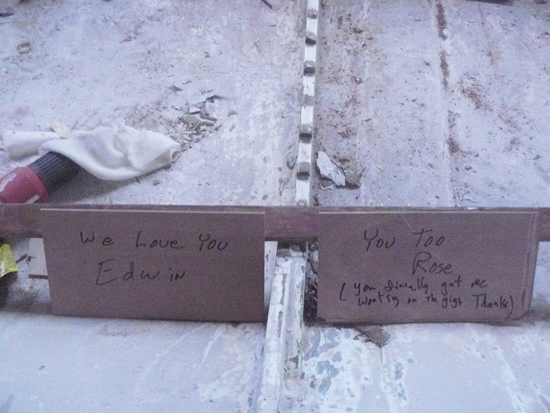 We Love You
Edwin
You Too
Rose
(you finally got me
working on the gigs Thanks)